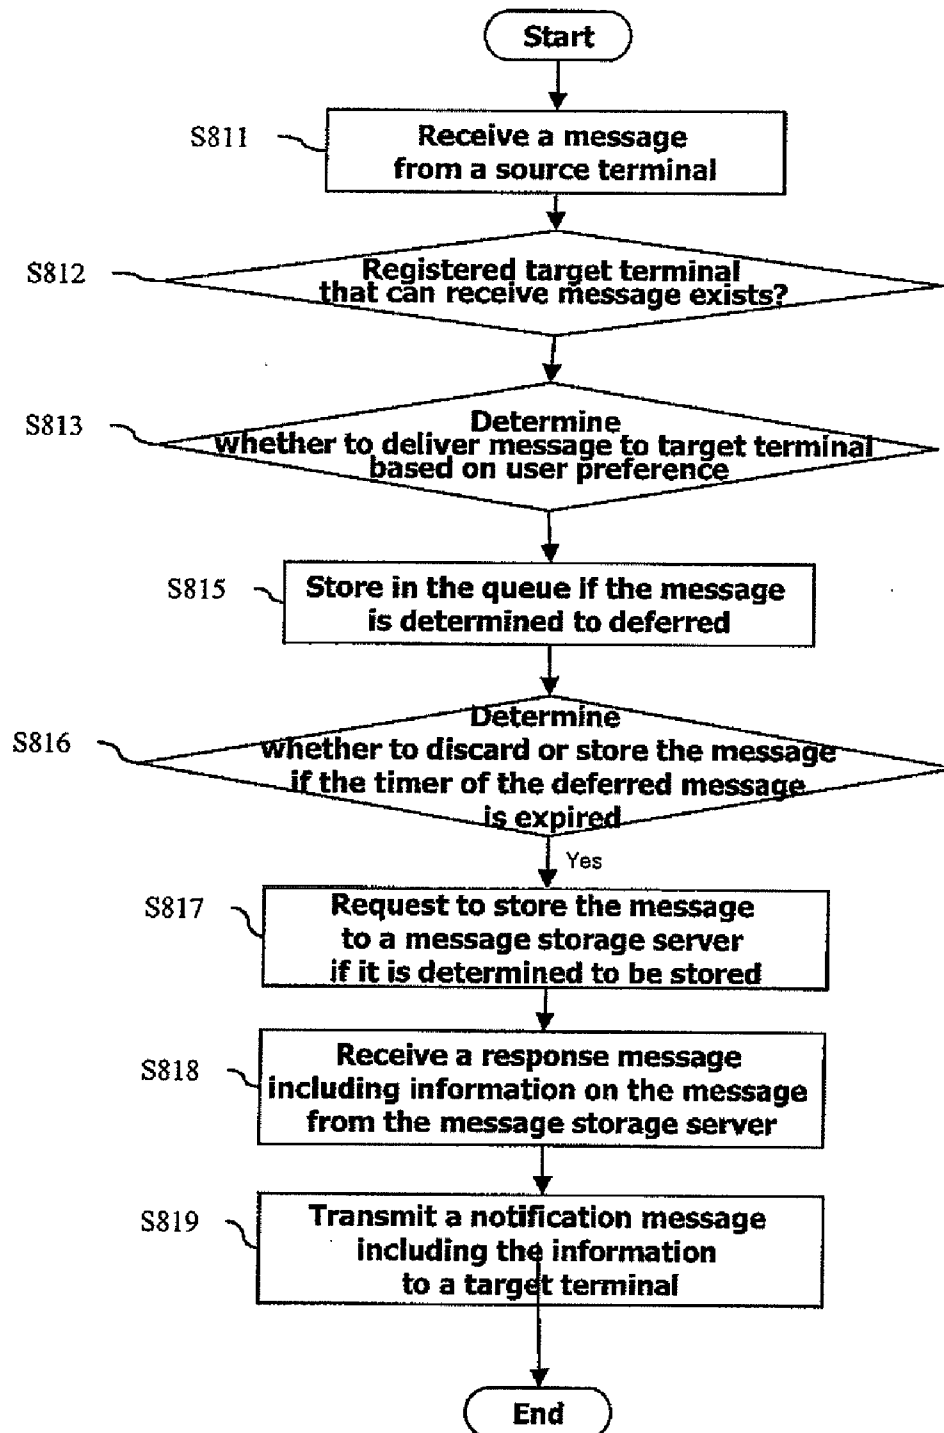 Start
S811
Receive a message
from a source terminal
S812
Registered target terminal
that can receive message exists?
S813
Determine
whether to deliver message to target terminal
based on user preference
S815
Store in the queue if the message
is determined to deferred
S816
Determine
whether to discard or store the message
if the timer of the deferred message
is expired
Yes
S817
Request to store the message
to a message storage server
if it is determined to be stored
S818
Receive a response message
including information on the message
from the message storage server
S819
Transmit a notification message
including the information
to a target terminal
End